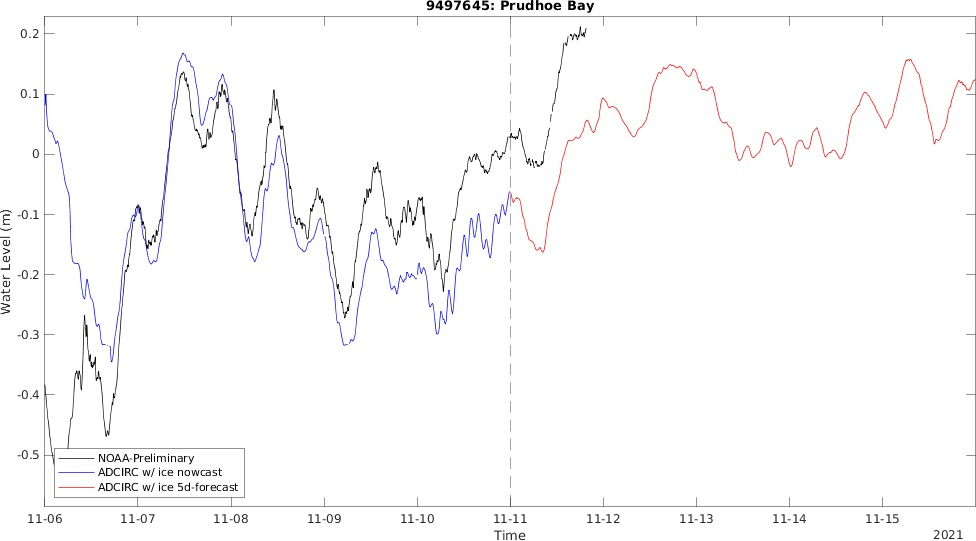 9497645: Prudhoe Bay
0.2
0.1
0
-0.1
-0.2
-0.3
-0.4
-0.5
Water Level (m)
NOAA-Preliminary
ADCIRC w/ ice nowcast
ADCIRC w/ ice 5d-forecast
11-06 11-07 11-08 11-09 11-10 11-11 11-12 11-13 11-14 11-15
Time
2021